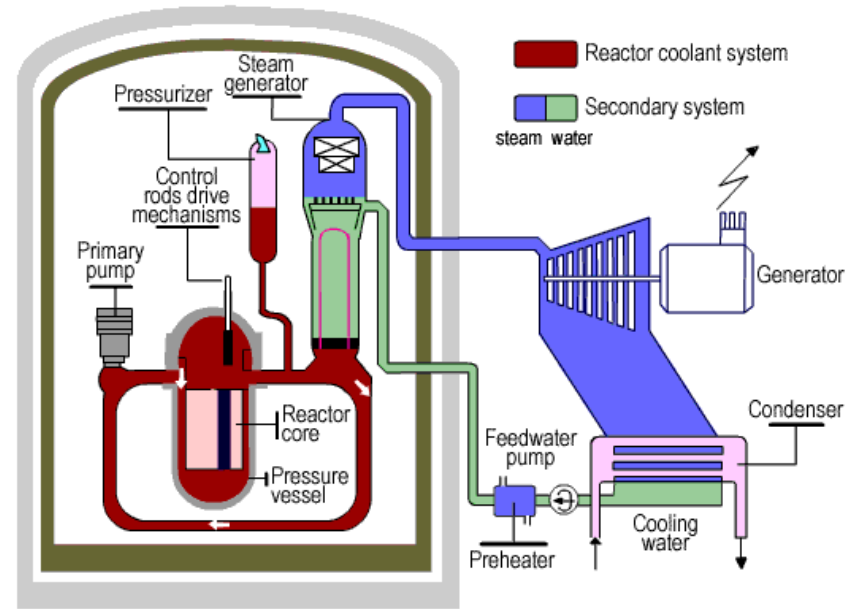 Steam
generator
Pressurizer
Control
rods drive
mechanisms
Primary
pump
Reactor
core
Pressure
vessel
Reactor coolant system
Secondary system
steam water
Generator
Condenser
Feedwater
pump
Cooling
water
Preheater